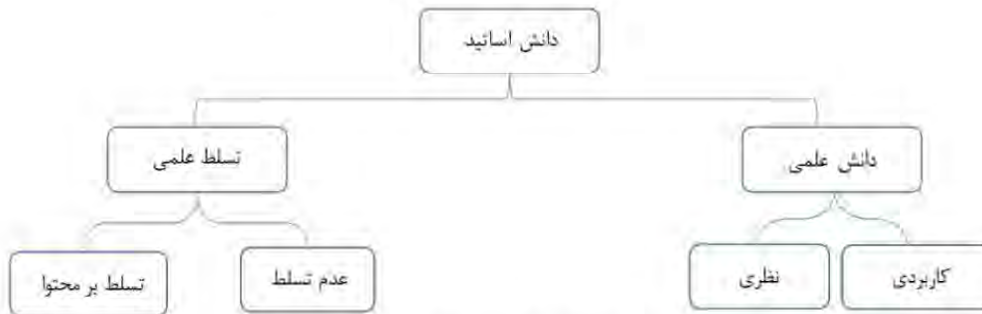 دانش اساتید
دانش علمی
تسلط علمی
کاربردی
نظری
عدم تسلط
تسلط بر محتوا